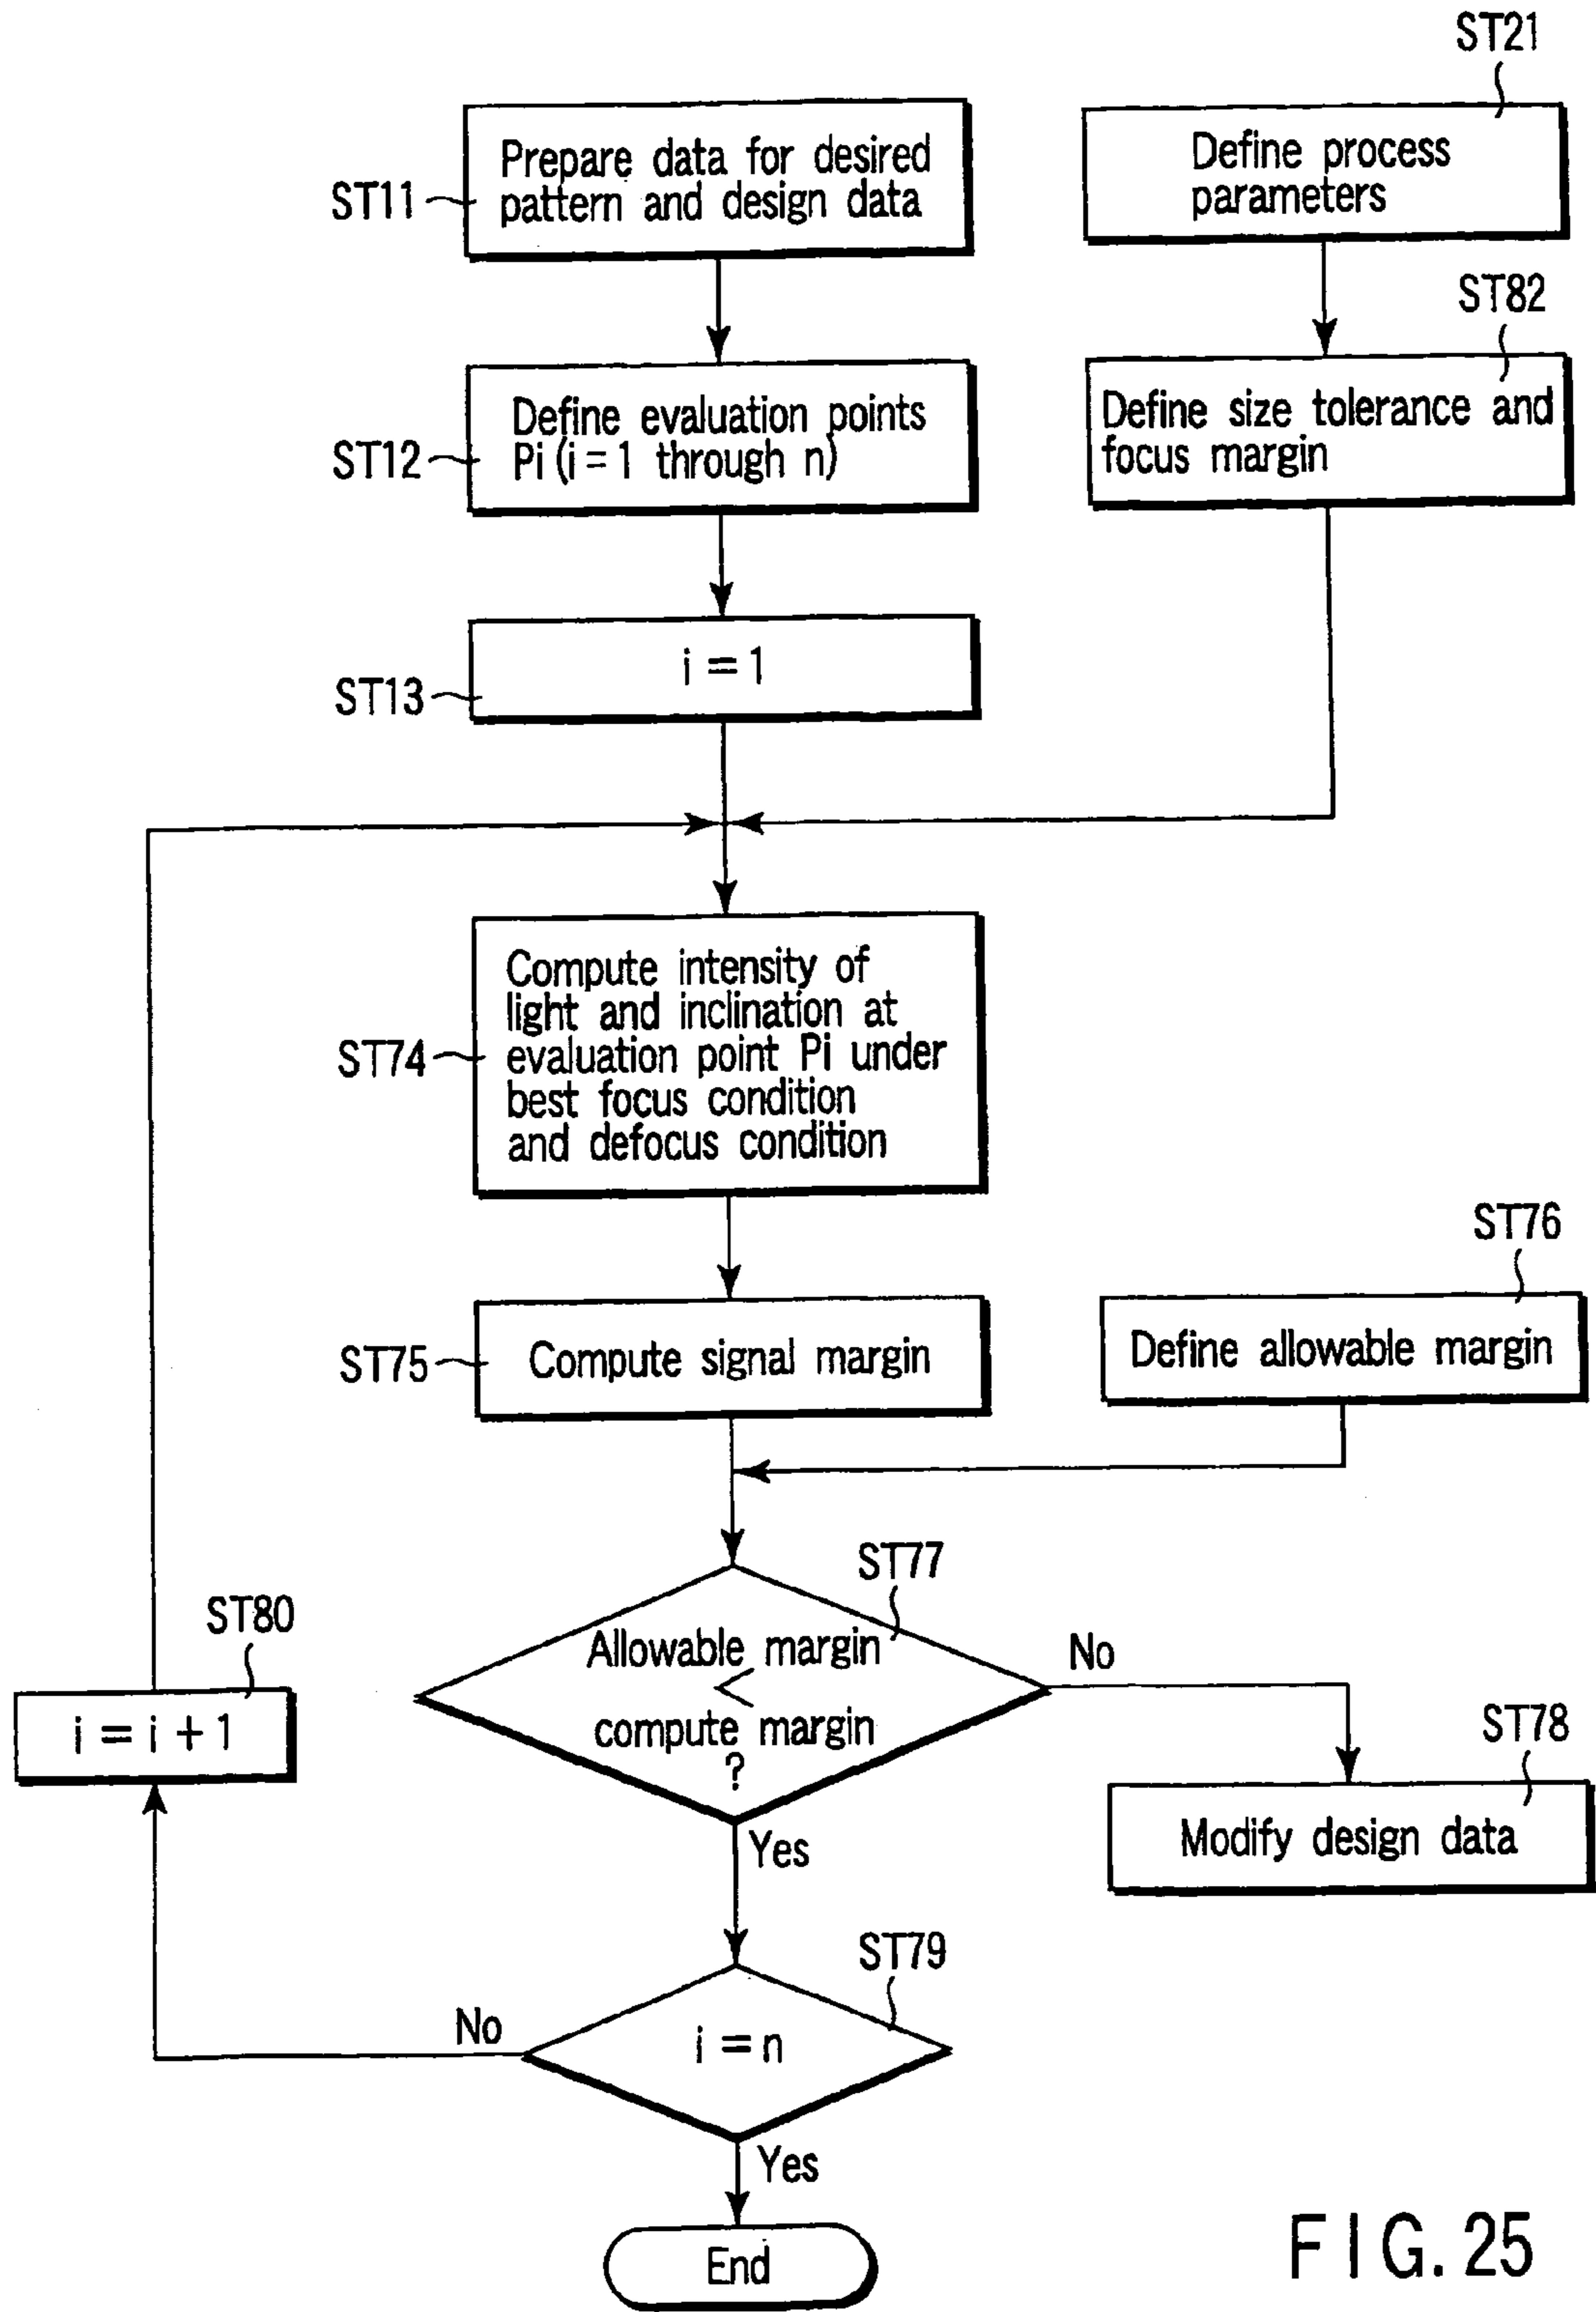 ST21
Prepare data for desired
pattern and design data
ST11
Define process
parameters
ST82
Define evaluation points
Pi (i = 1 through n)
ST12
Define size tolerance and
focus margin
i = 1
ST13
Compute intensity of
light and inclination at
evaluation point Pi under
best focus condition
and defocus condition
ST74
ST76
Compute signal margin
ST75
Define allowable margin
ST77
Allowable margin
<
compute margin
?
No
ST80
i = i + 1
ST78
Modify design data
Yes
ST79
i = n
No
Yes
End
FIG. 25